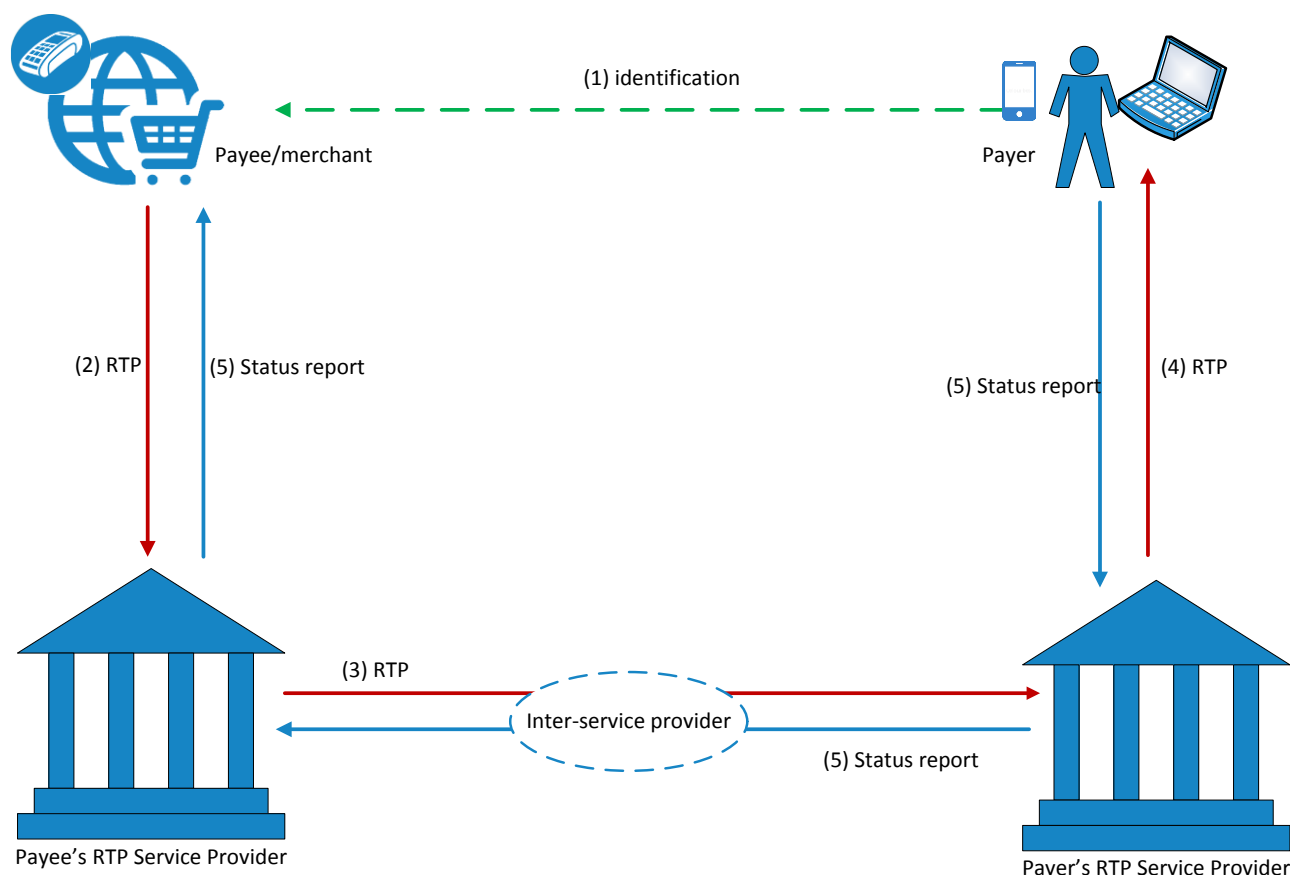 (1) identification
Payee/merchant
Payer
(2) RTP
(5) Status report
(5) Status report
(4) RTP
(3) RTP
Inter-service provider
(5) Status report
Payee’s RTP Service Provider
Payer’s RTP Service Provider